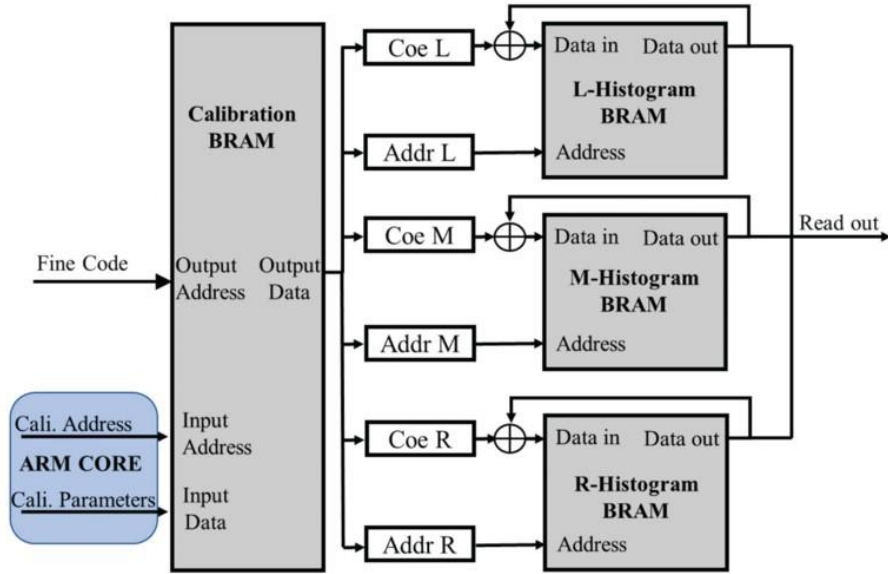 Fine Code
Cali. Address
ARM CORE
Cali. Parameters
Calibration
BRAM
Output
Address
Output
Data
Input
Address
Input
Data
Coe L
Addr L
Coe M
Addr M
Coe R
Addr R
Data in
Data out
L-Histogram
BRAM
Address
Data in
Data out
M-Histogram
BRAM
Address
Data in
Data out
R-Histogram
BRAM
Address
Read out